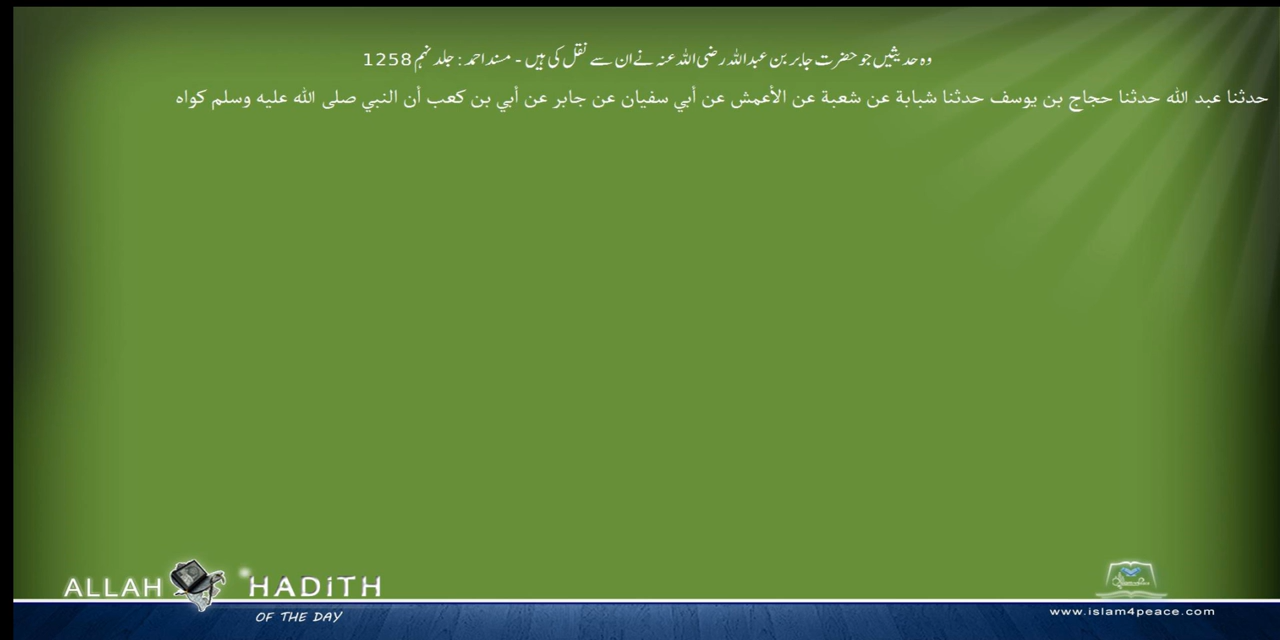 وہ حدیثیں جو حضرت جابر بن عبداللہ رضی اللہ عنہ نے ان سے نقل کی ہیں - مسند احمد : جلد نہم 1258
حدثنا عبد الله حدثنا حجاج بن يوسف حدثنا شبابة عن شعبة عن الأعمش عن أبي سفيان عن جابر عن أبي بن كعب أن النبي صلى الله عليه وسلم كواه
ALLAH HADITH
OF THE DAY
www.islam4peace.com